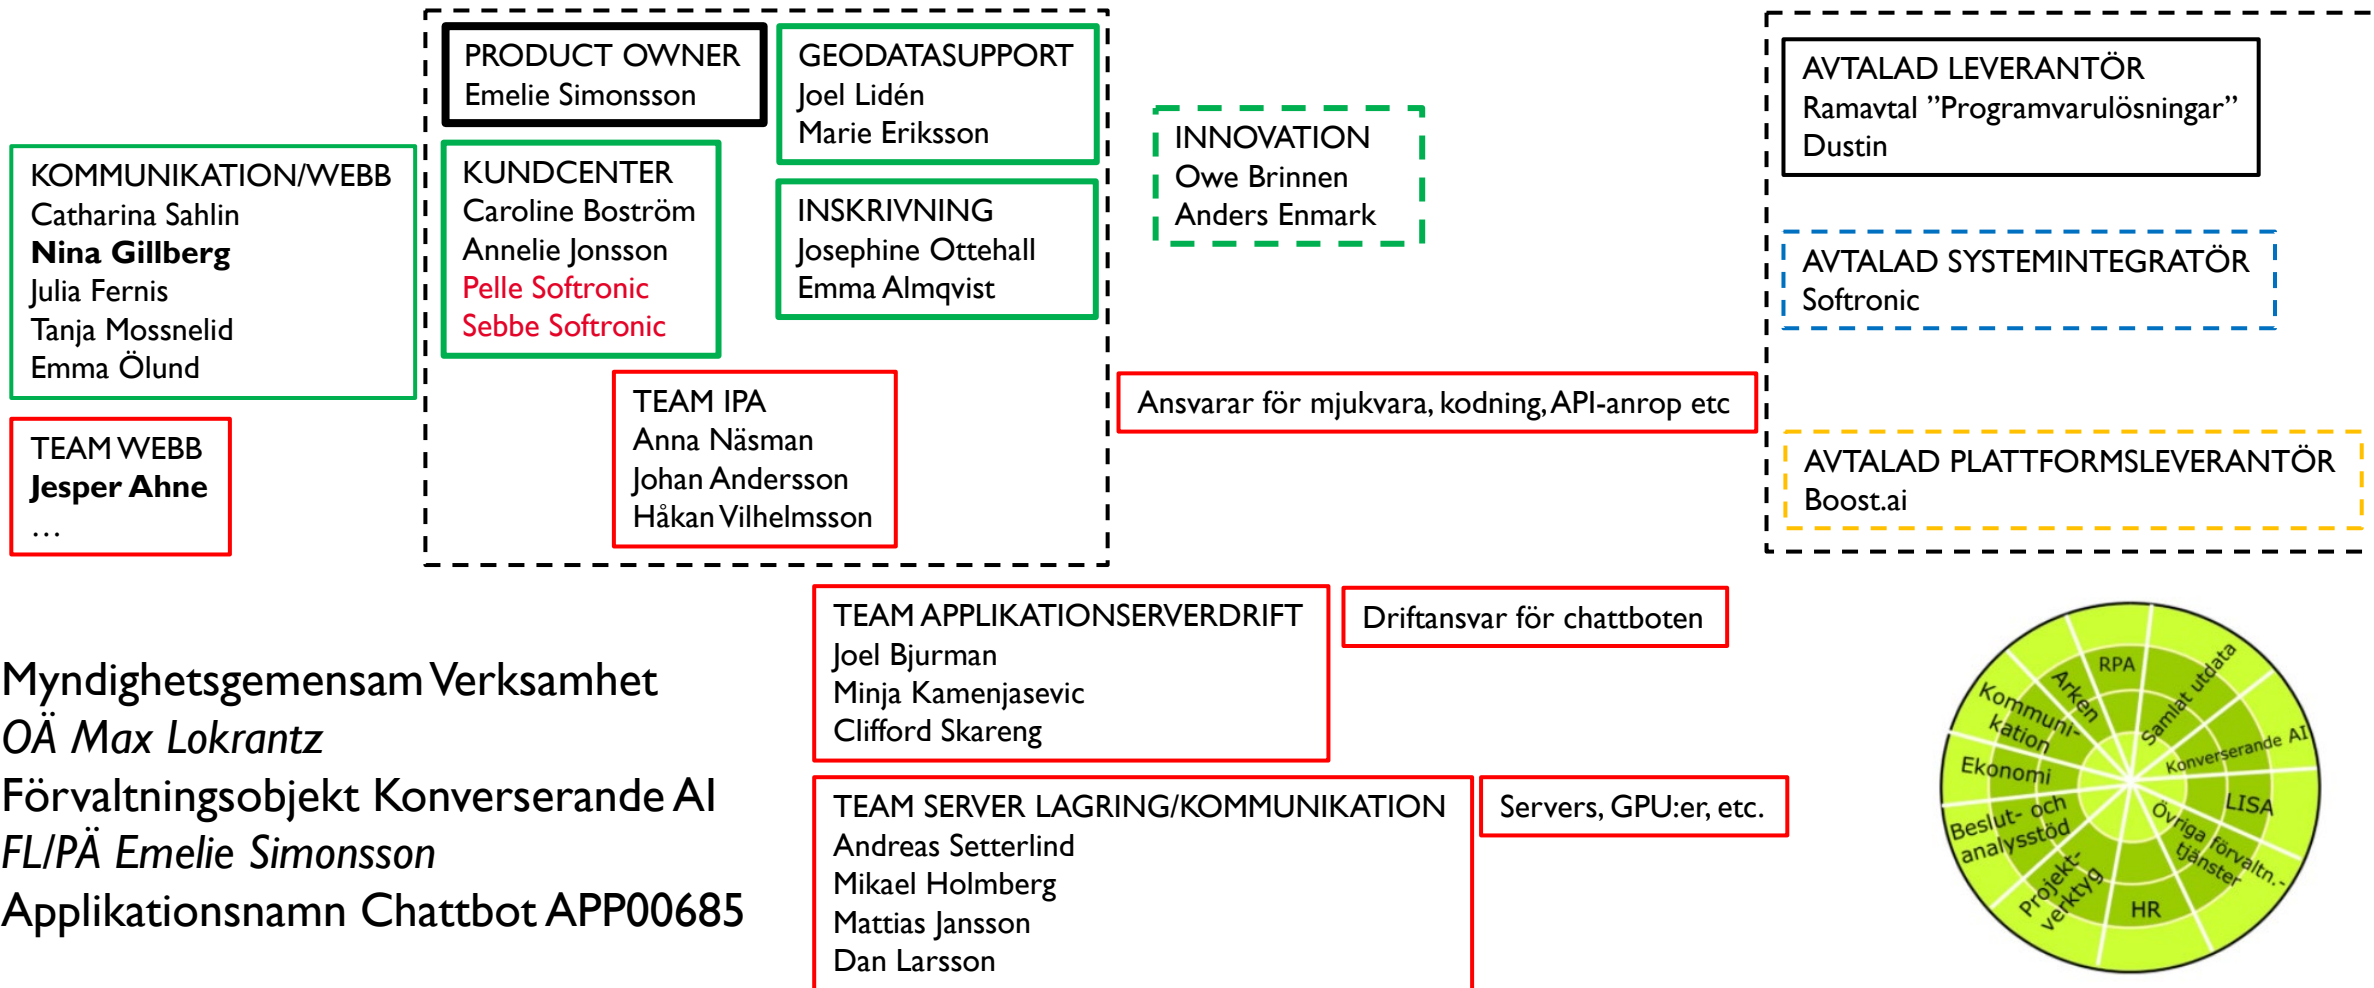 PRODUCT OWNER
Emelie Simonsson
GEODATASUPPORT
Joel Lidén
Marie Eriksson
KOMMUNIKATION/WEBB
Catharina Sahlin
Nina Gillberg
Julia Fernis
Tanja Mossnelid
Emma Ölund
KUNDCENTER
Caroline Boström
Annelie Jonsson
Pelle Softronic
Sebbe Softronic
INSKRIVNING
Josephine Ottehall
Emma Almqvist
INNOVATION
Owe Brinnen
Anders Enmark
AVTALAD LEVERANTÖR
Ramavtal ”Programvarulösningar”
Dustin
AVTALAD SYSTEMINTEGRATÖR
Softronic
TEAM WEBB
Jesper Ahne
…
TEAM IPA
Anna Näsman
Johan Andersson
Håkan Vilhelmsson
Ansvarar för mjukvara, kodning, API-anrop etc
AVTALAD PLATTFORMSLEVERANTÖR
Boost.ai
TEAM APPLIKATIONSERVERDRIFT
Joel Bjurman
Minja Kamenjasevic
Clifford Skareng
Driftansvar för chattboten
Myndighetsgemensam Verksamhet
OÄ Max Lokrantz
Förvaltningsobjekt Konverserande AI
FL/PÄ Emelie Simonsson
Applikationsnamn Chattbot APP00685
TEAM SERVER LAGRING/KOMMUNIKATION
Andreas Setterlind
Mikael Holmberg
Mattias Jansson
Dan Larsson
Servers, GPU:er, etc.
RPA
Samlat utdata
Konverserande AI
LISA
Övriga förvaltn.-
tjänster
HR
Projekt-
verktyg
Beslut- och
analysstöd
Ekonomi
Kommuni-
kation
Arken